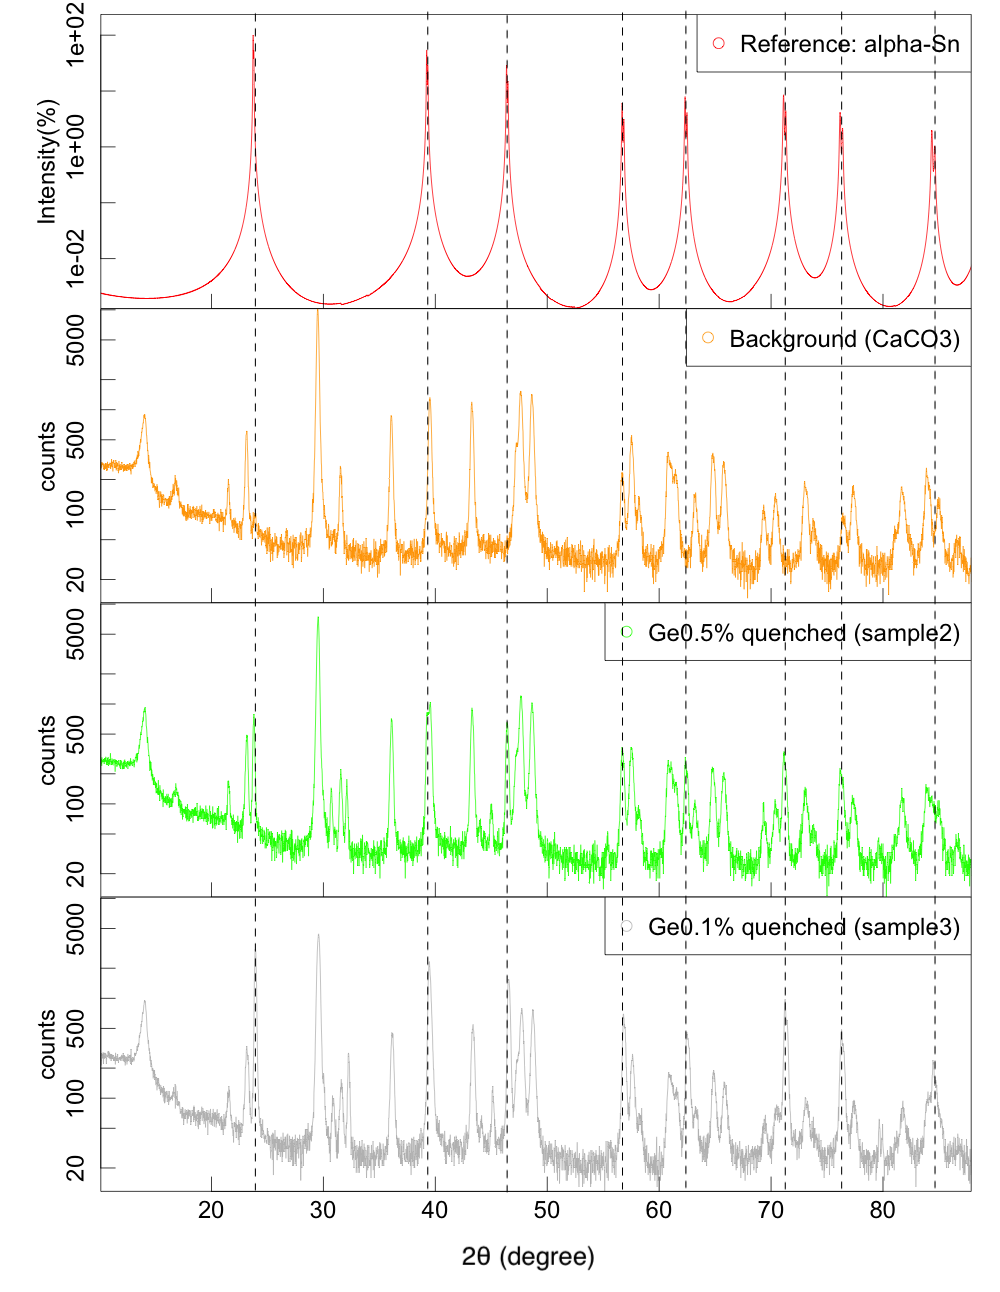 Reference: alpha-Sn
Intensity(%)
1e+02
1e+00
1e-02
Background (CaCO3)
counts
5000
500
100
20
Ge0.5% quenched (sample2)
counts
5000
500
100
20
Ge0.1% quenched (sample3)
counts
5000
500
100
20
20 30 40 50 60 70 80
2θ (degree)